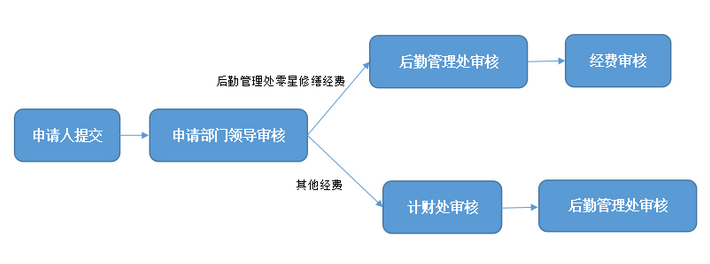 申请人提交
申请部门领导审核
后勤管理处零星修缮经费
后勤管理处审核
经费审核
其他经费
计财处审核
后勤管理处审核